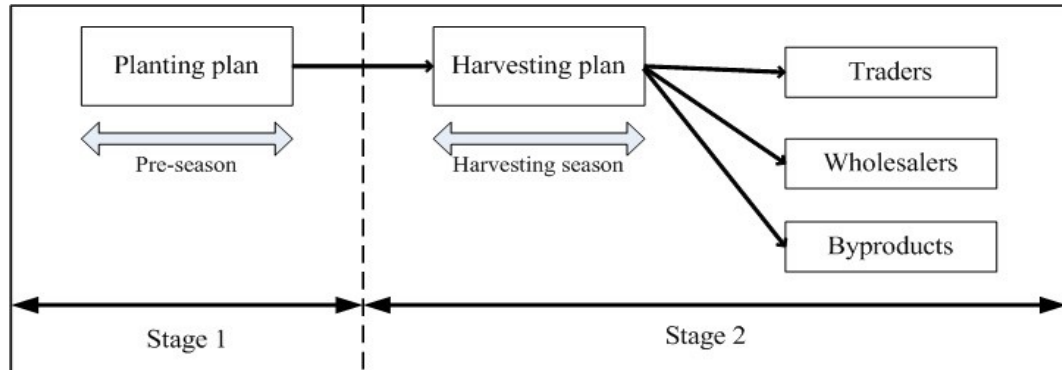 Planting plan
Harvesting plan
Traders
Pre-season
Harvesting season
Wholesalers
Byproducts
Stage 1
Stage 2